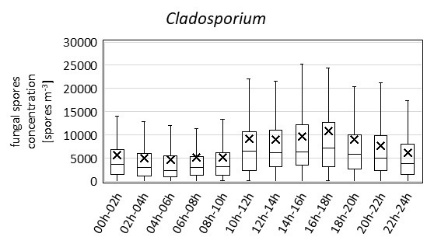 Cladosporium
fungal spores
concentration
[spores m⁻³]
30000
25000
20000
15000
10000
5000
0
00h-02h
02h-04h
04h-06h
06h-08h
08h-10h
10h-12h
12h-14h
14h-16h
16h-18h
18h-20h
20h-22h
22h-24h